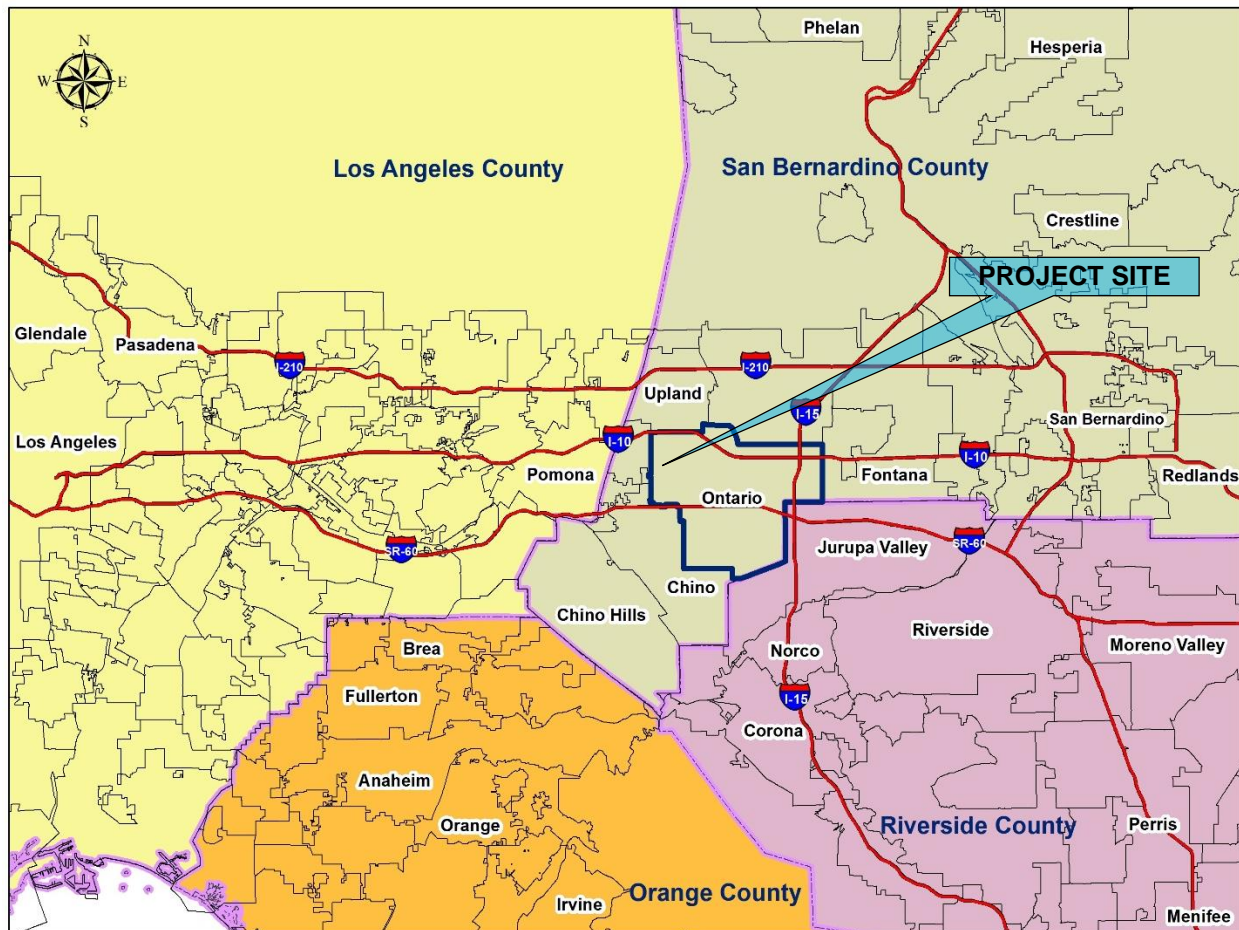 Phelan
Hesperia
N
W
E
S
Los Angeles County
San Bernardino County
Crestline
PROJECT SITE
Glendale
Pasadena
I-210
I-210
Upland
I-15
Los Angeles
San Bernardino
I-10
I-10
Pomona
Fontana
Redlands
Ontario
SR-60
SR-60
Jurupa Valley
Chino
Chino Hills
Riverside
Moreno Valley
Brea
Norco
Fullerton
I-15
Corona
Anaheim
Orange
Riverside County
Perris
Orange County
Irvine
Menifee